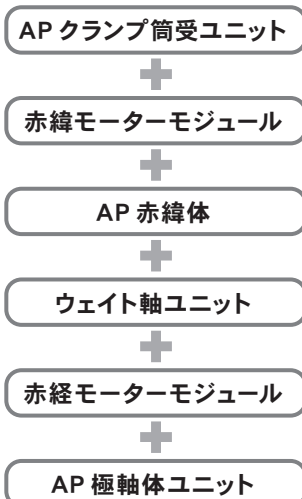 APクランプ筒受ユニット
+
赤緯モーターモジュール
+
AP 赤緯体
+
ウェイト軸ユニット
+
赤経モーターモジュール
+
AP 極軸体ユニット